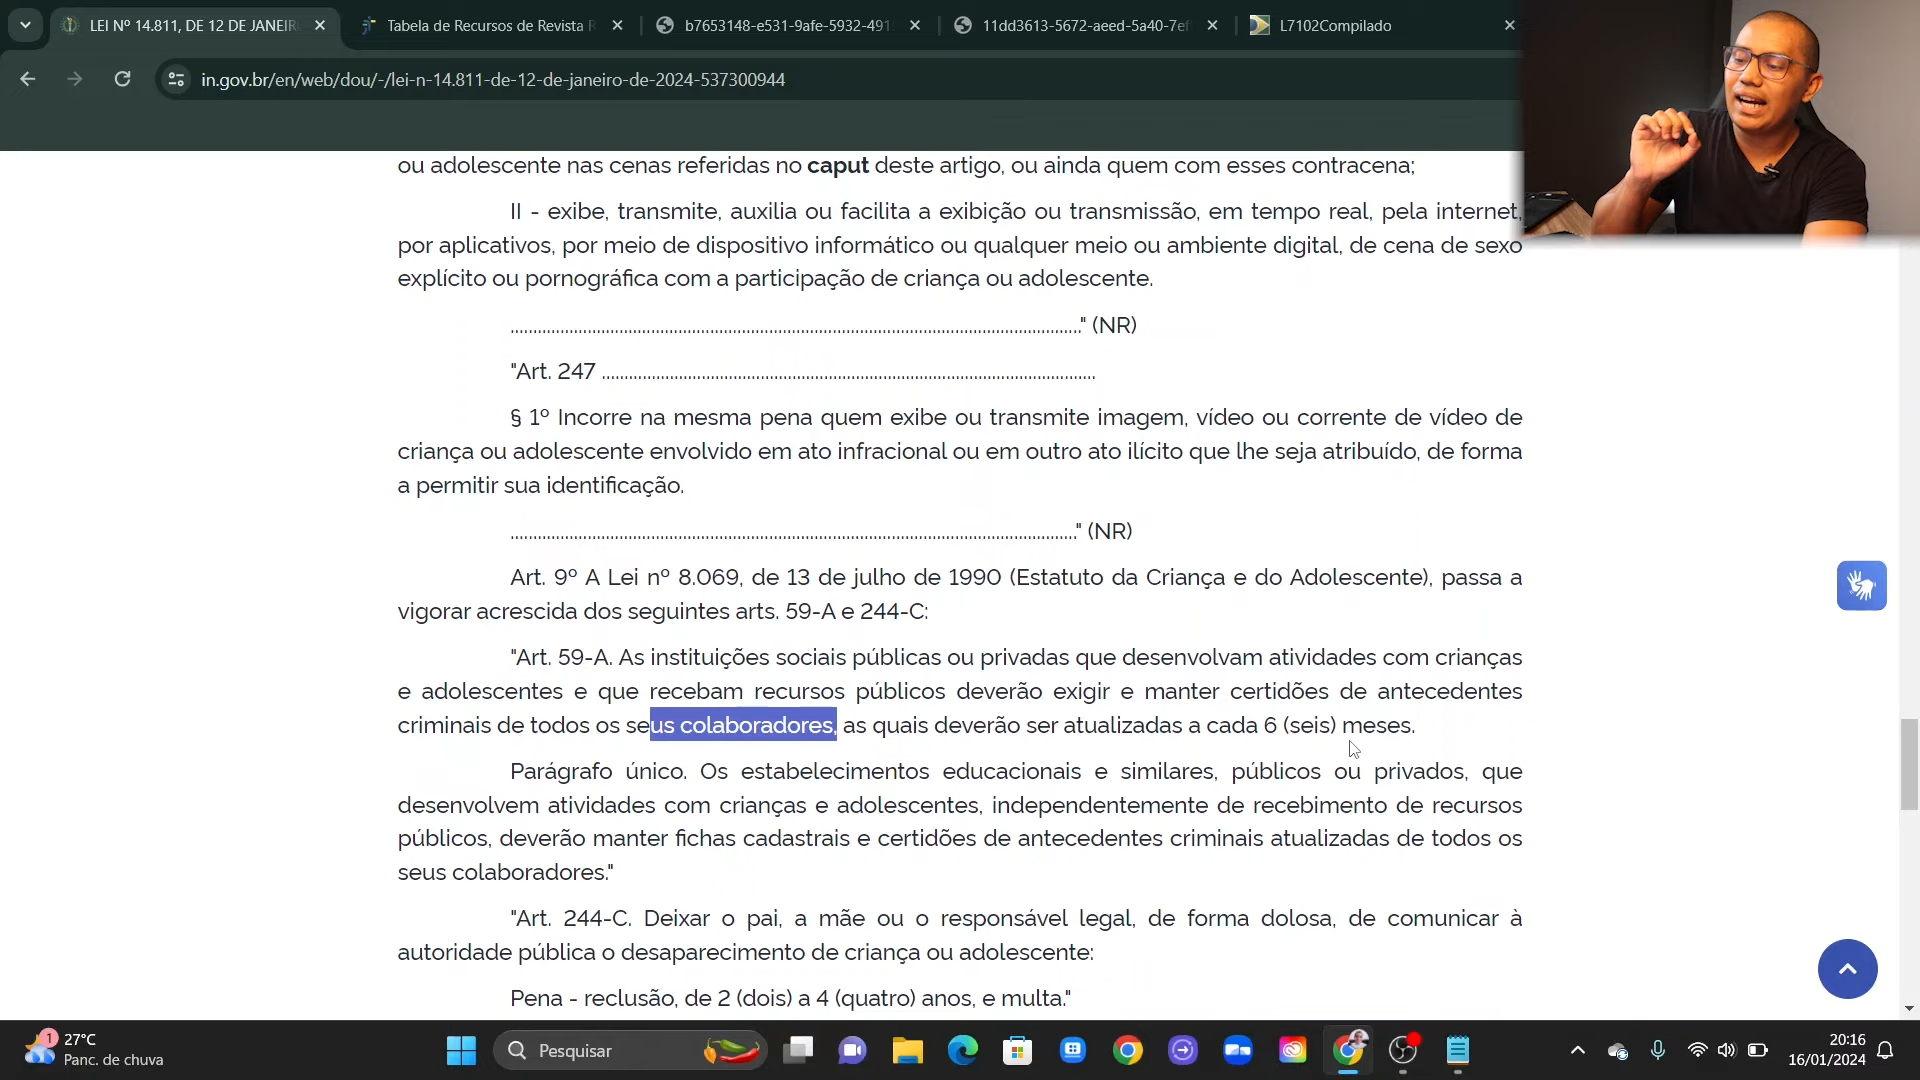 LEI Nº 14.811, DE 12 DE JANEIR
Tabela de Recursos de Revista R
b7653148-e531-9afe-5932-491
11dd3613-5672-aeed-5a40-7ef
L7102Compilado
in.gov.br/en/web/dou/-/lei-n-14.811-de-12-de-janeiro-de-2024-537300944
ou adolescente nas cenas referidas no caput deste artigo, ou ainda quem com esses contracena;
II - exibe, transmite, auxilia ou facilita a exibição ou transmissão, em tempo real, pela internet,
por aplicativos, por meio de dispositivo informático ou qualquer meio ou ambiente digital, de cena de sexo
explícito ou pornográfica com a participação de criança ou adolescente.
............................................................................................................................" (NR)
"Art. 247 ...........................................................................................................
§ 1º Incorre na mesma pena quem exibe ou transmite imagem, vídeo ou corrente de vídeo de
criança ou adolescente envolvido em ato infracional ou em outro ato ilícito que lhe seja atribuído, de forma
a permitir sua identificação.
..........................................................................................................................." (NR)
Art. 9º A Lei nº 8.069, de 13 de julho de 1990 (Estatuto da Criança e do Adolescente), passa a
vigorar acrescida dos seguintes arts. 59-A e 244-C:
"Art. 59-A. As instituições sociais públicas ou privadas que desenvolvam atividades com crianças
e adolescentes e que recebam recursos públicos deverão exigir e manter certidões de antecedentes
criminais de todos os seus colaboradores, as quais deverão ser atualizadas a cada 6 (seis) meses.
Parágrafo único. Os estabelecimentos educacionais e similares, públicos ou privados, que
desenvolvem atividades com crianças e adolescentes, independentemente de recebimento de recursos
públicos, deverão manter fichas cadastrais e certidões de antecedentes criminais atualizadas de todos os
seus colaboradores."
"Art. 244-C. Deixar o pai, a mãe ou o responsável legal, de forma dolosa, de comunicar à
autoridade pública o desaparecimento de criança ou adolescente:
Pena - reclusão, de 2 (dois) a 4 (quatro) anos, e multa."
1
27°C
Panc. de chuva
Pesquisar
20:16
16/01/2024